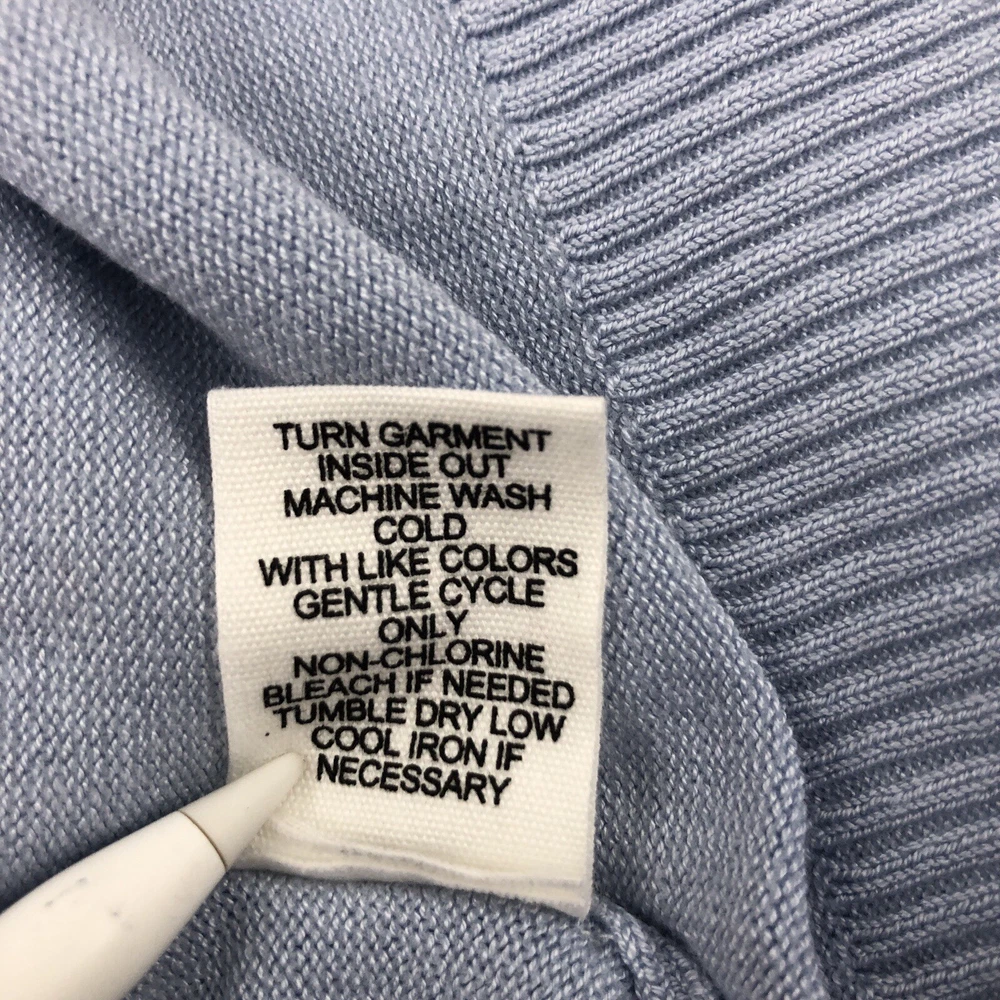 TURN GARMENT
INSIDE OUT
MACHINE WASH
COLD
WITH LIKE COLORS
GENTLE CYCLE
ONLY
NON-CHLORINE
BLEACH IF NEEDED
TUMBLE DRY LOW
COOL IRON IF
NECESSARY